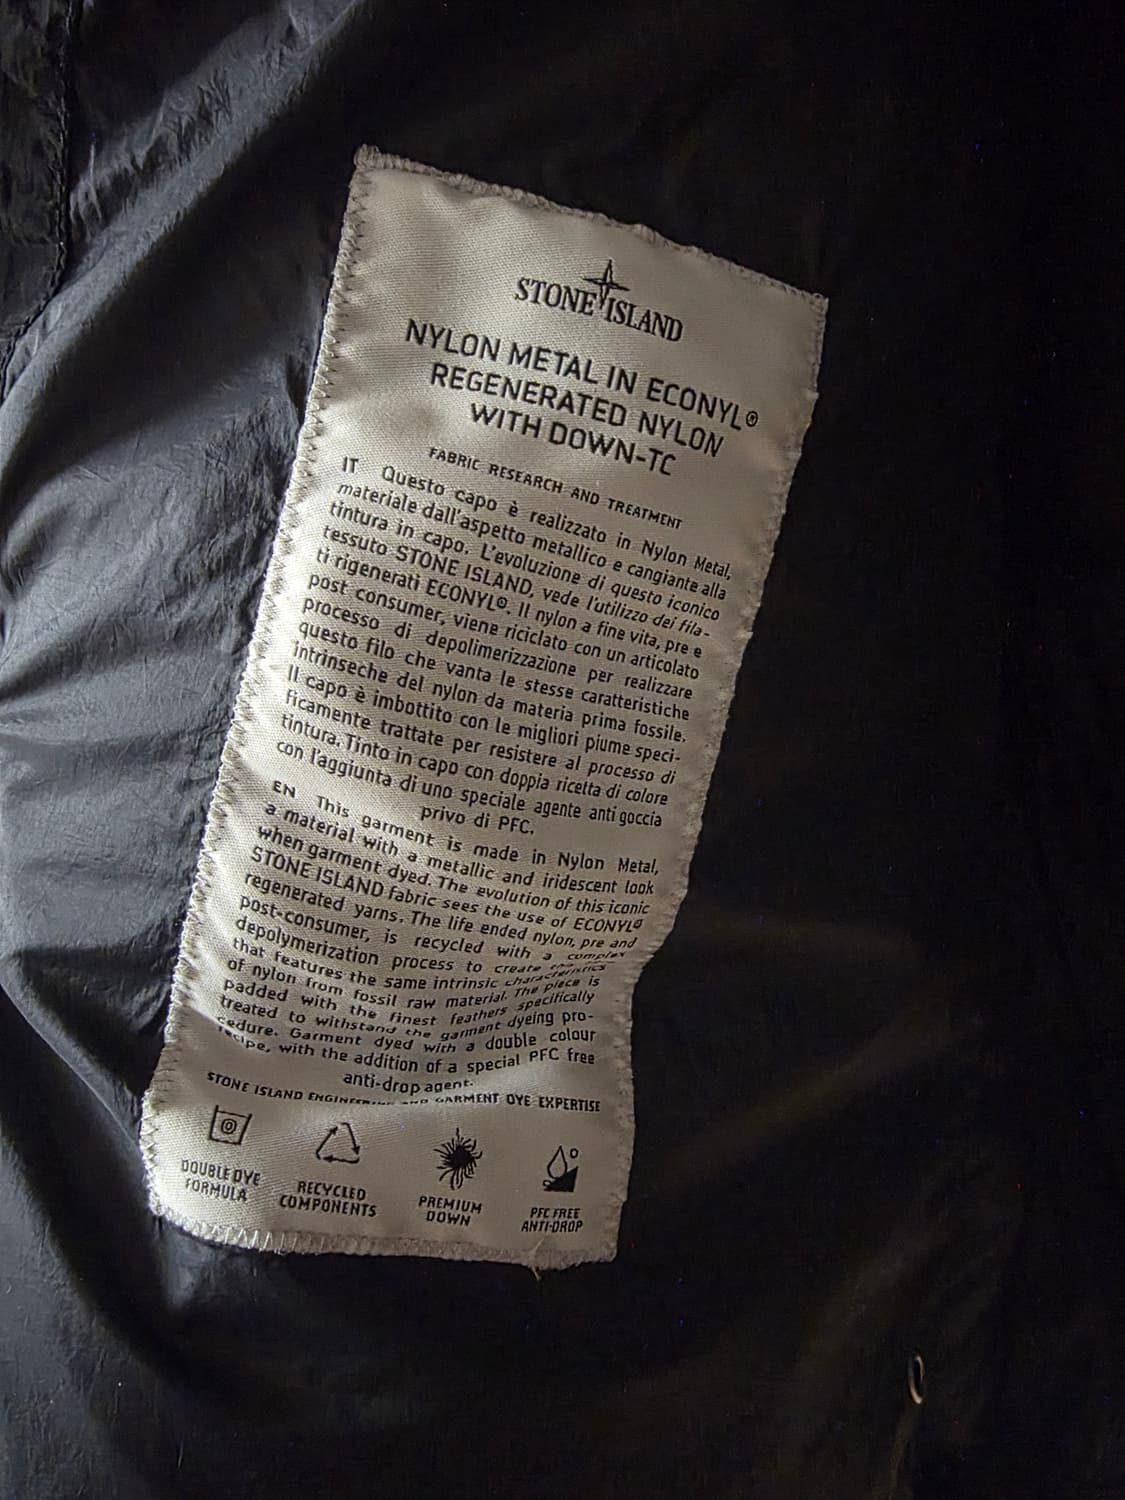 STONE ISLAND
NYLON METAL IN ECONYL®
REGENERATED NYLON
WITH DOWN-TC
FABRIC RESEARCH AND TREATMENT
IT Questo capo è realizzato in Nylon Metal,
materiale dall'aspetto metallico e cangiante alla
tintura in capo. L'evoluzione di questo iconico
tessuto STONE ISLAND, vede l'utilizzo dei fila-
ti rigenerati ECONYL®. Il nylon a fine vita, pre e
post consumer, viene riciclato con un articolato
processo di depolimerizzazione per realizzare
questo filo che vanta le stesse caratteristiche
intrinseche del nylon da materia prima fossile.
Il capo è imbottito con le migliori piume speci-
ficamente trattate per resistere al processo di
tintura. Tinto in capo con doppia ricetta di colore
con l'aggiunta di uno speciale agente anti goccia
privo di PFC.
EN This garment is made in Nylon Metal,
a material with a metallic and iridescent look
when garment dyed. The evolution of this iconic
STONE ISLAND fabric sees the use of ECONYL®
regenerated yarns. The life ended nylon, pre and
post-consumer, is recycled with a complex
depolymerization process to create
that features the same intrinsic characteristics
of nylon from fossil raw material. The piece is
padded with the finest feathers specifically
treated to withstand the garment dyeing pro-
cedure. Garment dyed with a double colour
recipe, with the addition of a special PFC free
anti-drop agent.
STONE ISLAND GARMENT DYE EXPERTISE
DOUBLE DYE
FORMULA
RECYCLED
COMPONENTS
PREMIUM
DOWN
PFC FREE
ANTI-DROP